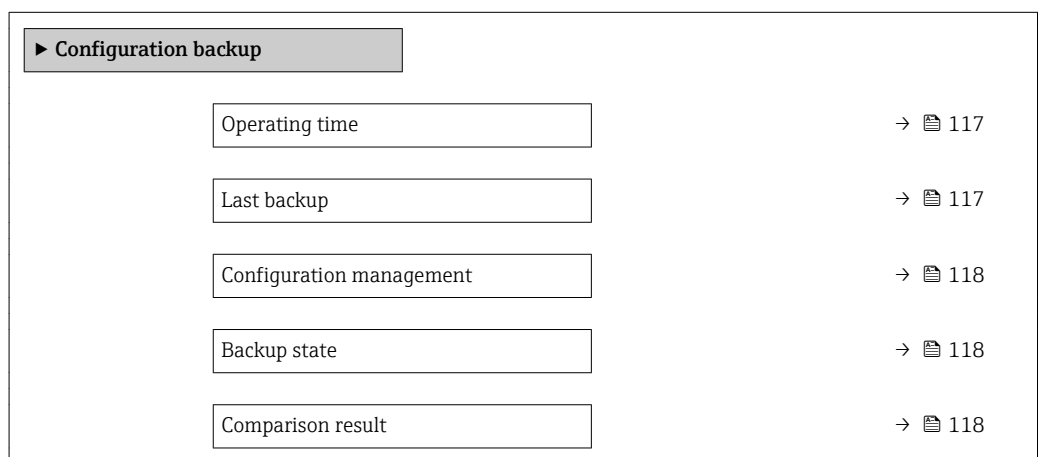 ▶ Configuration backup
Operating time → 117
Last backup → 117
Configuration management → 118
Backup state → 118
Comparison result → 118